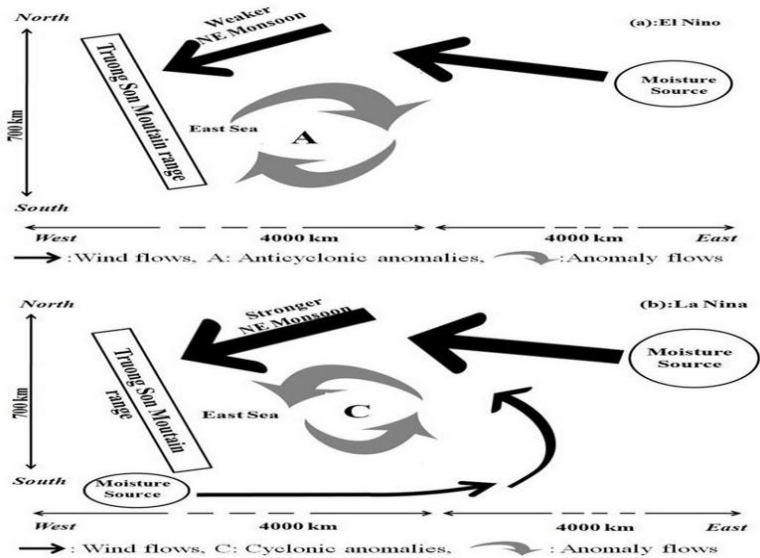 North
Weaker
NE Monsoon
(a):El Nino
Moisture
Source
Truong Son Moutain range
700 km
East Sea
A
South
West
4000 km
4000 km
East
:Wind flows, A: Anticyclonic anomalies, :Anomaly flows
North
Stronger
NE Monsoon
(b):La Nina
Moisture
Source
Truong Son Moutain
range
700 km
East Sea
C
South
Moisture
Source
West
4000 km
4000 km
East
: Wind flows, C: Cyclonic anomalies, : Anomaly flows